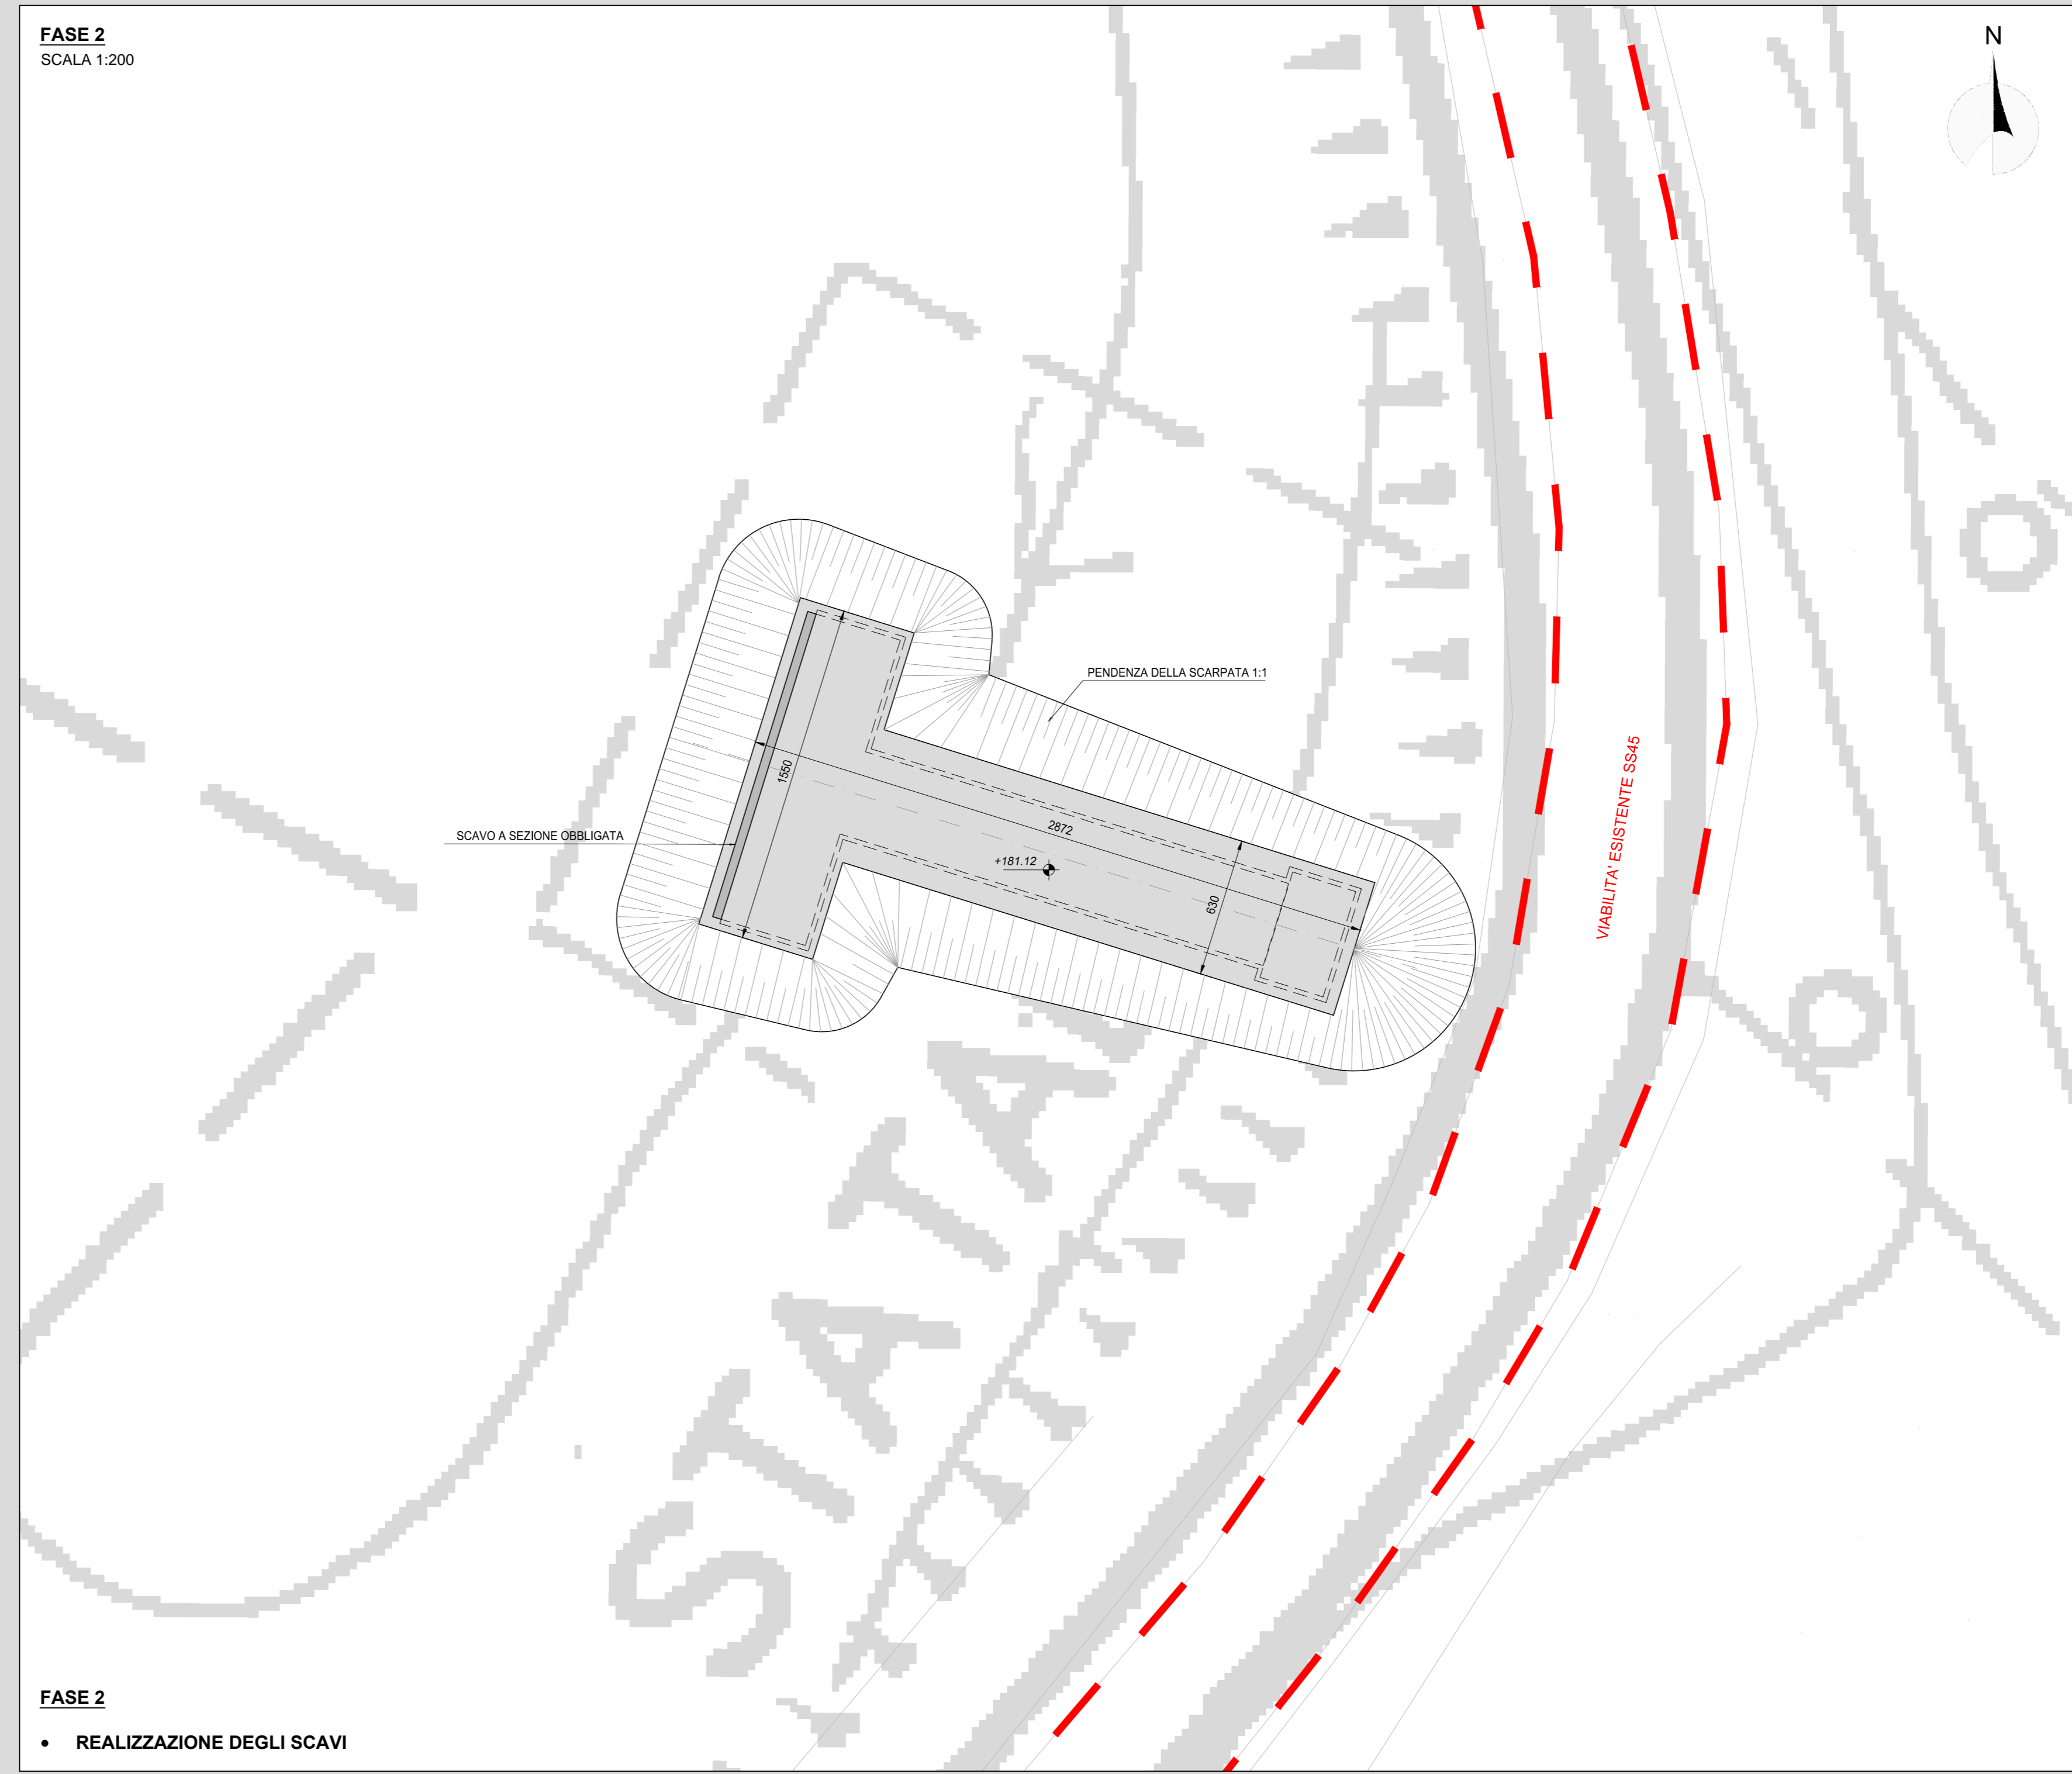 FASE 2
SCALA 1:200
N
PENDENZA DELLA SCARPATA 1:1
SCAVO A SEZIONE OBBLIGATA
1550
2872
+181.12
630
VIABILITA' ESISTENTE SS45
STATA
FASE 2
• REALIZZAZIONE DEGLI SCAVI